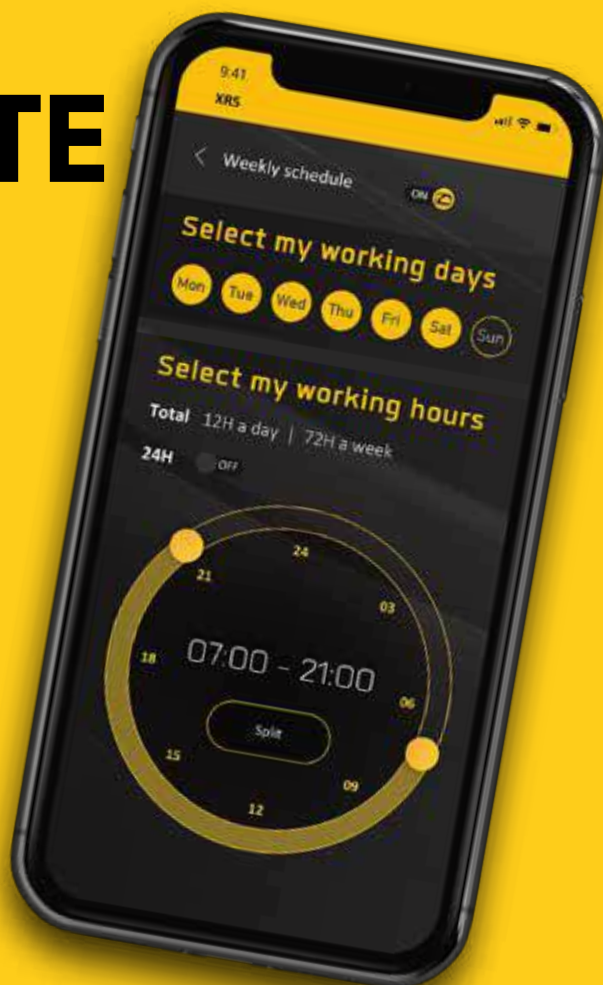 TE
9:41
XRS
Weekly schedule ON
Select my working days
Mon Tue Wed Thu Fri Sat Sun
Select my working hours
Total 12H a day | 72H a week
24H OFF
24
21
03
18
07:00 - 21:00
06
Split
15
09
12